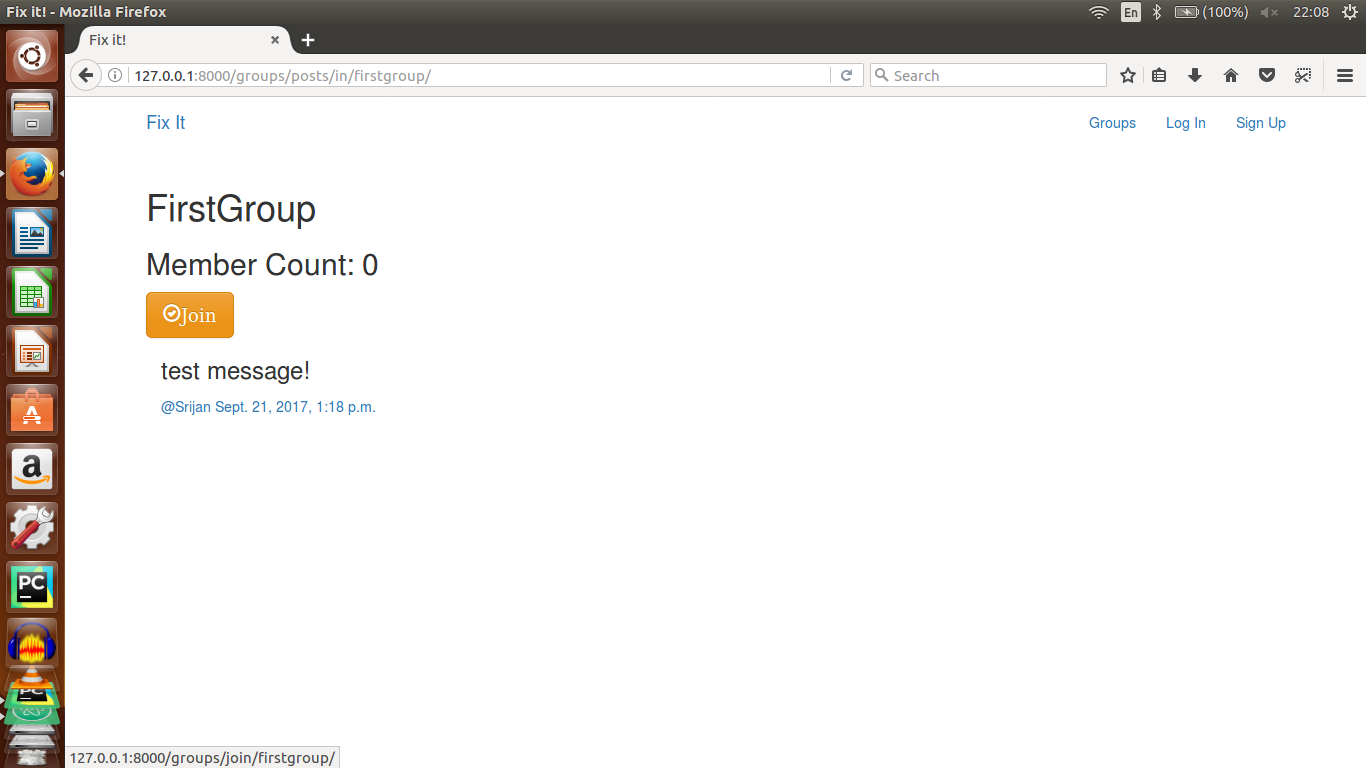 Fix it! - Mozilla Firefox
En
(100%)
22:08
Fix it!
127.0.0.1:8000/groups/posts/in/firstgroup/
Search
Fix It
Groups
Log In
Sign Up
FirstGroup
Member Count: 0
Join
test message!
@Srijan Sept. 21, 2017, 1:18 p.m.
A
a
PC
PC
127.0.0.1:8000/groups/join/firstgroup/